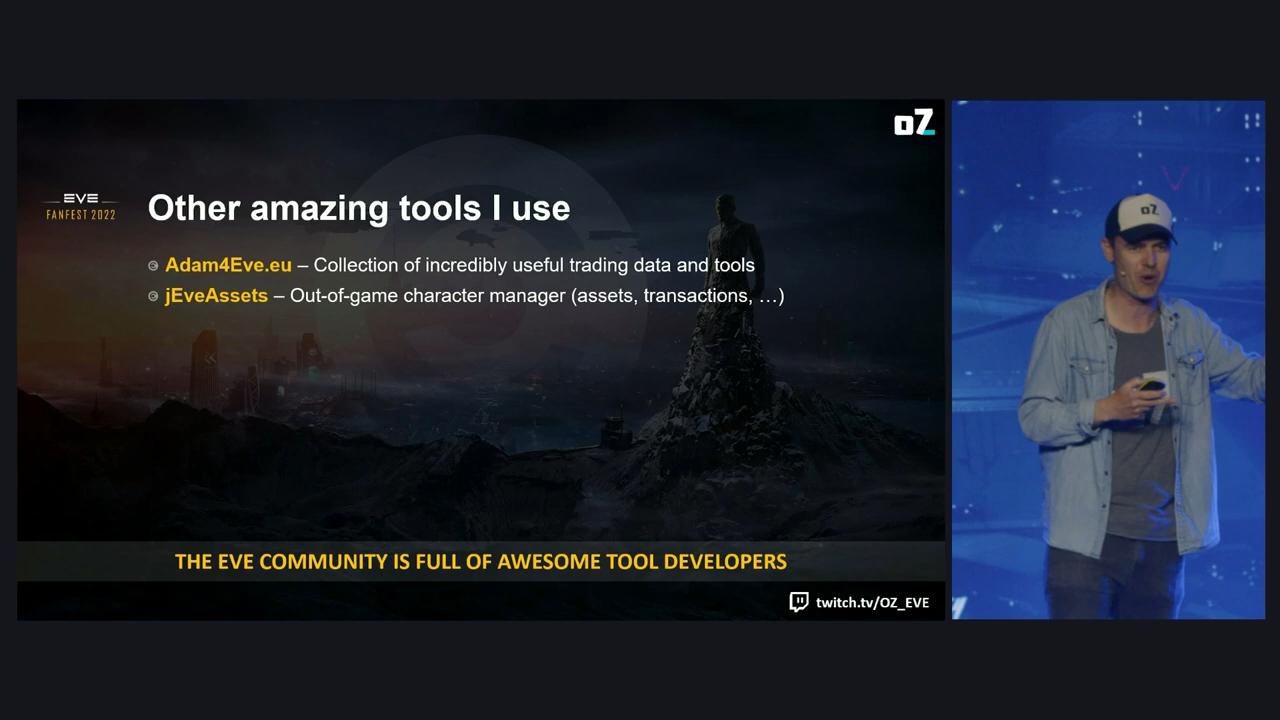 oZ
EVE
FANFEST 2022
Other amazing tools I use
Adam4Eve.eu – Collection of incredibly useful trading data and tools
jEveAssets – Out-of-game character manager (assets, transactions, …)
THE EVE COMMUNITY IS FULL OF AWESOME TOOL DEVELOPERS
twitch.tv/OZ_EVE
oZ